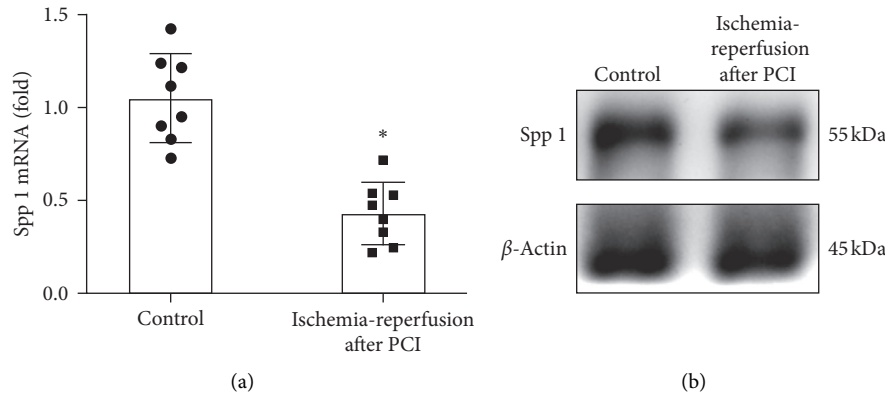 1.5
1.0
0.5
0.0
Spp 1 mRNA (fold)
*
Control
Ischemia-reperfusion
after PCI
(a)
Control
Ischemia-
reperfusion
after PCI
Spp 1
55 kDa
β-Actin
45 kDa
(b)